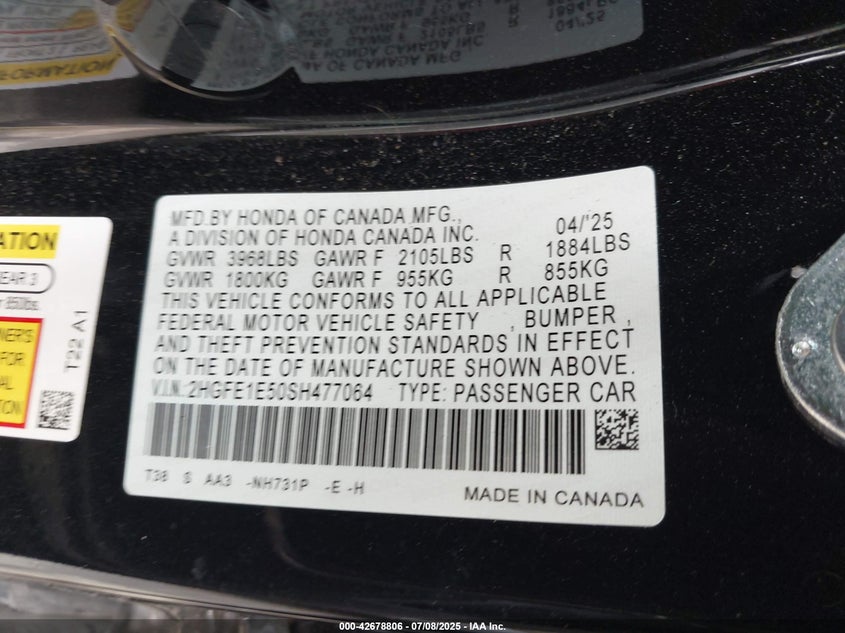 MFD.BY HONDA OF CANADA MFG.,
A DIVISION OF HONDA CANADA INC. 04/'25
GVWR 3968LBS GAWR F 2105LBS R 1884LBS
GVWR 1800KG GAWR F 955KG R 855KG
THIS VEHICLE CONFORMS TO ALL APPLICABLE
FEDERAL MOTOR VEHICLE SAFETY , BUMPER ,
AND THEFT PREVENTION STANDARDS IN EFFECT
ON THE DATE OF MANUFACTURE SHOWN ABOVE.
V.I.N.:2HGFE1E50SH477064 TYPE: PASSENGER CAR
T38 S AA3 -NH731P -E -H
MADE IN CANADA
T22 A1
000-42678806 - 07/08/2025 - IAA Inc.